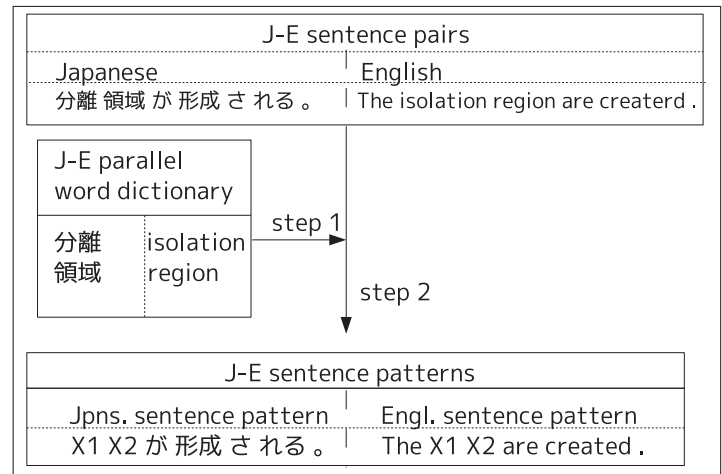 J-E sentence pairs
Japanese English
分離 領域 が 形成 さ れる 。 The isolation region are createrd .
J-E parallel
word dictionary
分離 isolation
領域 region
step 1
step 2
J-E sentence patterns
Jpns. sentence pattern Engl. sentence pattern
X1 X2 が 形成 さ れる 。 The X1 X2 are created .